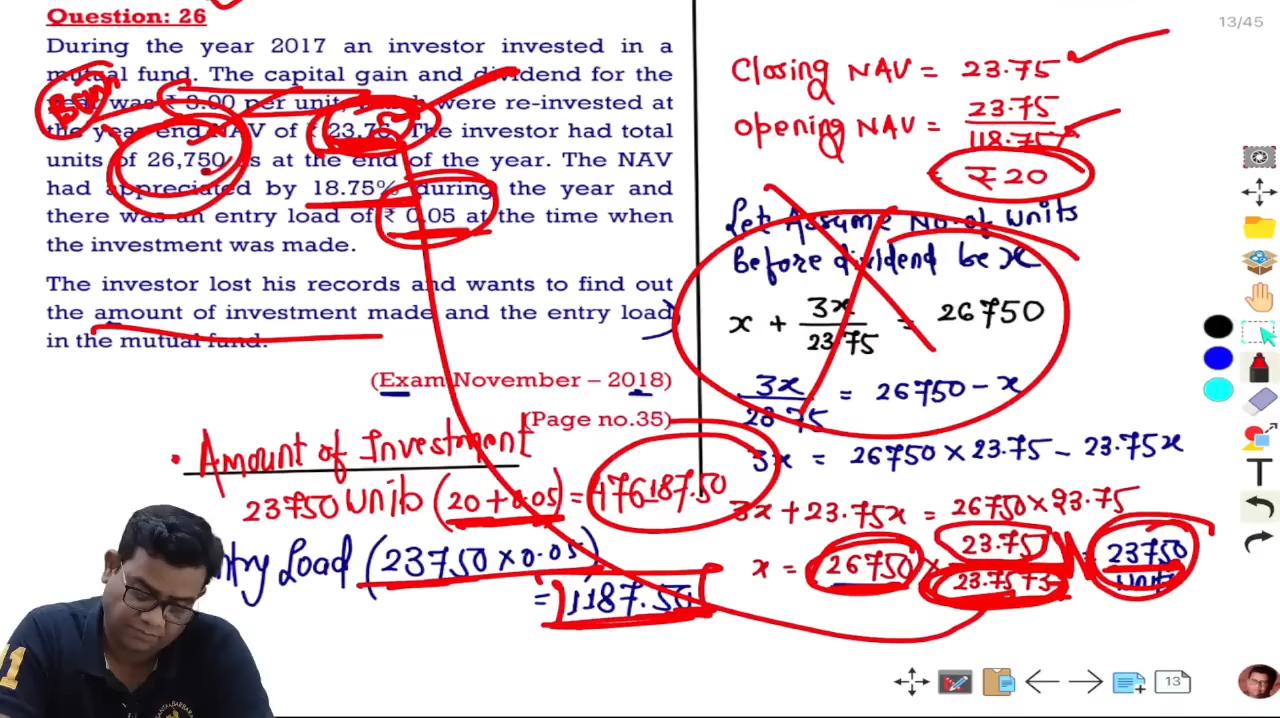 Question: 26
During the year 2017 an investor invested in a
mutual fund. The capital gain and dividend for the
year was ₹ 3.00 per unit, which were re-invested at
the year end NAV of ₹ 23.75. The investor had total
units of 26,750 as at the end of the year. The NAV
had appreciated by 18.75% during the year and
there was an entry load of ₹ 0.05 at the time when
the investment was made.
The investor lost his records and wants to find out
the amount of investment made and the entry load
in the mutual fund.
(Exam November – 2018)
(Page no.35)
• Amount of Investment
23750 Units (20 + 0.05) = 476187.50
Entry Load (23750 × 0.05)
= 1187.50
13/45
Closing NAV = 23.75
Opening NAV = 23.75
118.75%
= ₹ 20
Let Assume No. of Units
Before dividend be x
x + 3x/23.75 = 26750
3x/23.75 = 26750 - x
3x = 26750 × 23.75 - 23.75x
3x + 23.75x = 26750 × 23.75
x = 26750 × 23.75/23.75+3 = 23750
Units
T
13